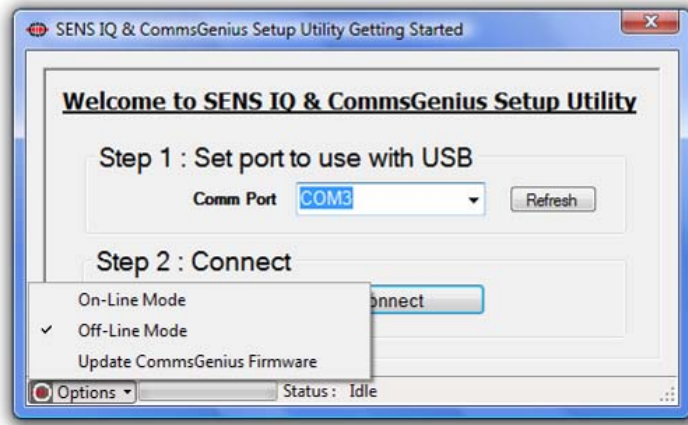 SENS IQ & CommsGenius Setup Utility Getting Started
Welcome to SENS IQ & CommsGenius Setup Utility
Step 1 : Set port to use with USB
Comm Port COM3 Refresh
Step 2 : Connect
On-Line Mode
Off-Line Mode
Update CommsGenius Firmware
Options Status : Idle